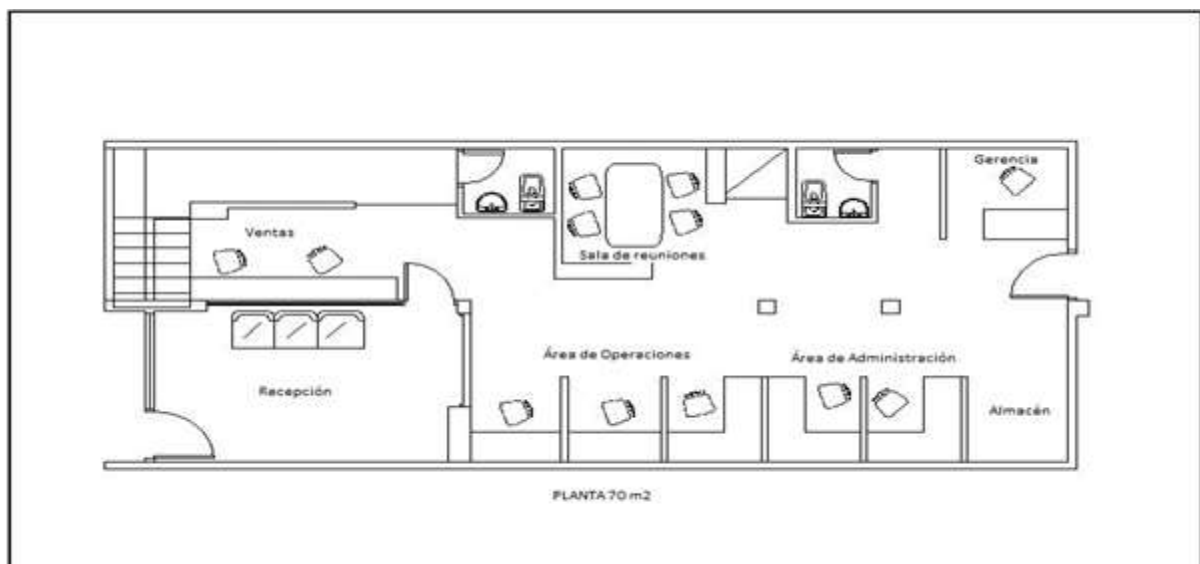 Gerencia
Ventas
Sala de reuniones
Área de Operaciones
Área de Administración
Recepción
Almacén
PLANTA 70 m2